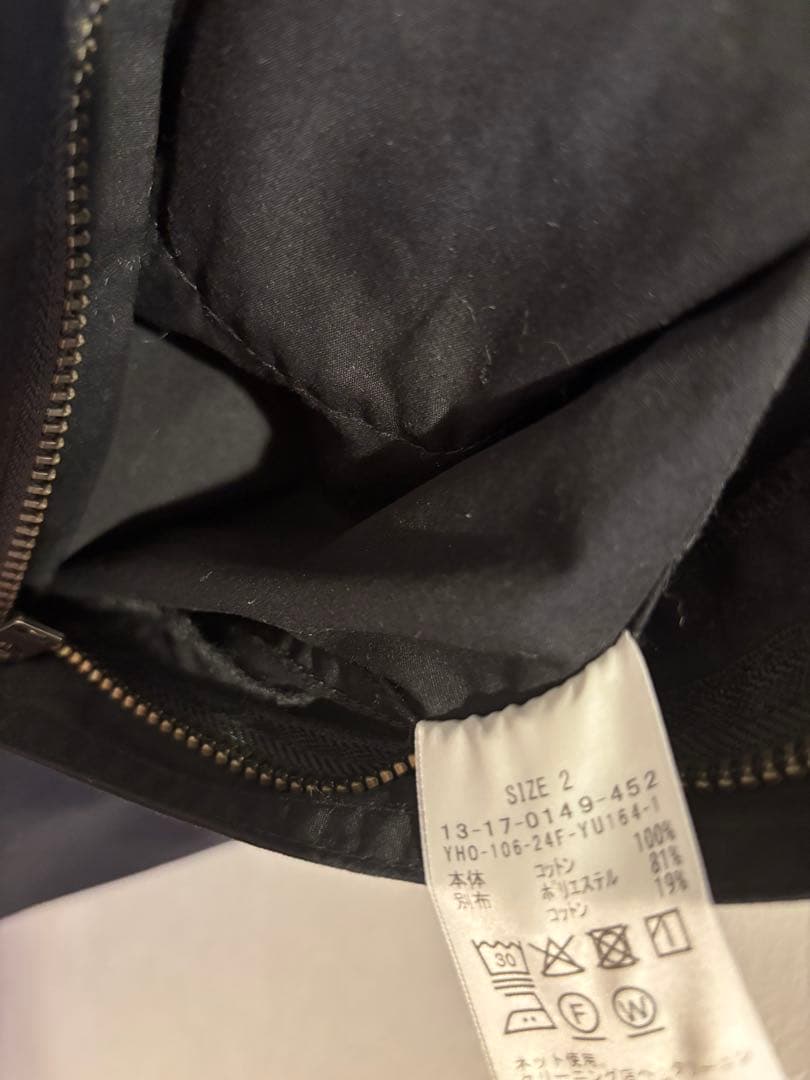 SIZE 2
13-17-0149-452
YHO-106-24F-YU164-1
本体 コットン 100%
別布 ポリエステル 81%
コットン 19%
30
F W
ネット使用。